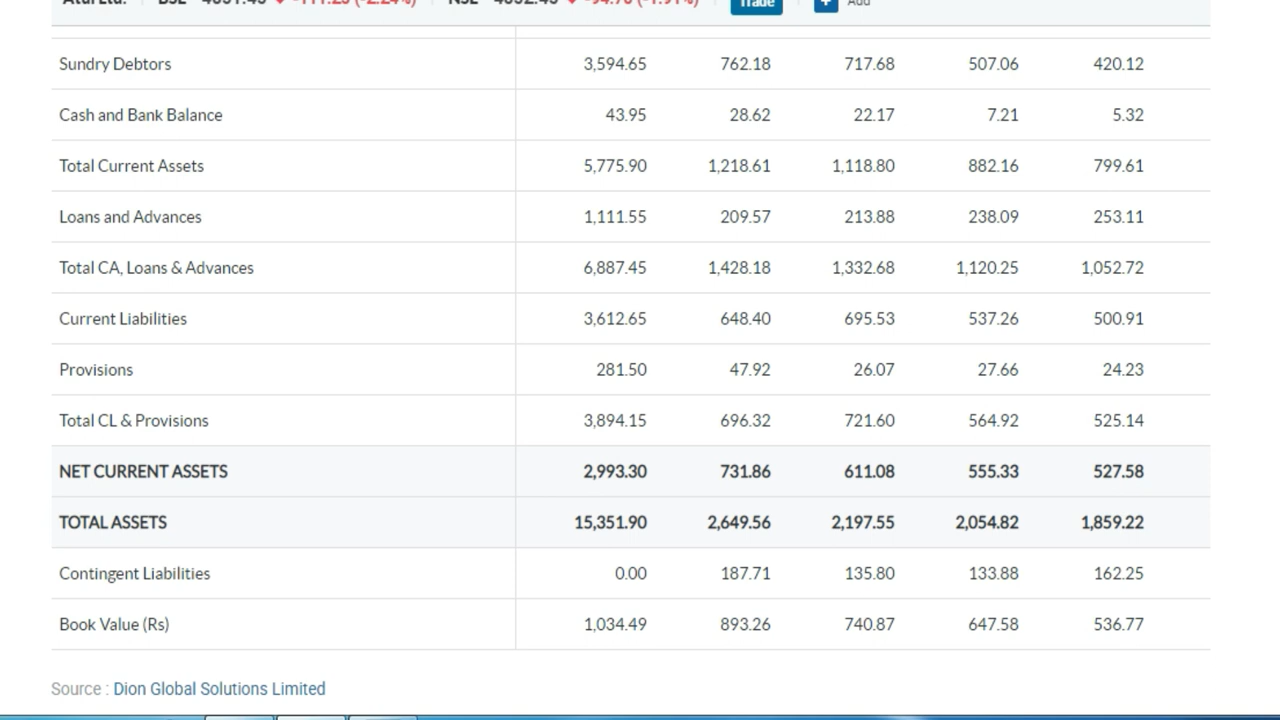 Trade + Add
Sundry Debtors 3,594.65 762.18 717.68 507.06 420.12
Cash and Bank Balance 43.95 28.62 22.17 7.21 5.32
Total Current Assets 5,775.90 1,218.61 1,118.80 882.16 799.61
Loans and Advances 1,111.55 209.57 213.88 238.09 253.11
Total CA, Loans & Advances 6,887.45 1,428.18 1,332.68 1,120.25 1,052.72
Current Liabilities 3,612.65 648.40 695.53 537.26 500.91
Provisions 281.50 47.92 26.07 27.66 24.23
Total CL & Provisions 3,894.15 696.32 721.60 564.92 525.14
NET CURRENT ASSETS 2,993.30 731.86 611.08 555.33 527.58
TOTAL ASSETS 15,351.90 2,649.56 2,197.55 2,054.82 1,859.22
Contingent Liabilities 0.00 187.71 135.80 133.88 162.25
Book Value (Rs) 1,034.49 893.26 740.87 647.58 536.77
Source : Dion Global Solutions Limited